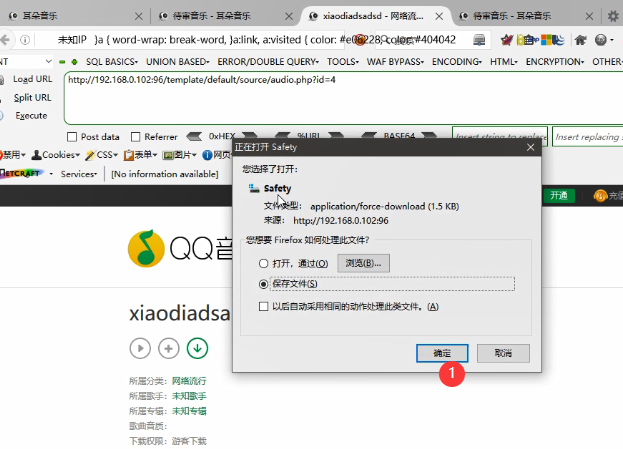 耳朵音乐
待审音乐 - 耳朵音乐
xiaodiadsadsd - 网络流...
待审音乐 - 耳朵音乐
未知IP }a { word-wrap: break-word, }a:link, avisited { color: #e06228; color: #404042
NT SQL BASICS UNION BASED ERROR/DOUBLE QUERY TOOLS WAF BYPASS ENCODING HTML ENCRYPTION OTHER
Load URL
http://192.168.0.102:96/template/default/source/audio.php?id=4
Split URL
Execute
Post data Referrer 0xHEX %URL BASE64 Insert string to replace Insert replacing
禁用 Cookies CSS 表单 图片 网页
ETCRAFT Services [No information available]
正在打开 Safety
您选择了打开:
Safety
文件类型: application/force-download (1.5 KB)
来源: http://192.168.0.102:96
您想要 Firefox 如何处理此文件?
打开，通过(O) 浏览(B)...
保存文件(S)
以后自动采用相同的动作处理此类文件。(A)
确定 取消
1
开通
QQ音
xiaodiadsa
所属分类: 网络流行
所属歌手: 未知歌手
所属专辑: 未知专辑
歌曲音质:
下载权限: 游客下载